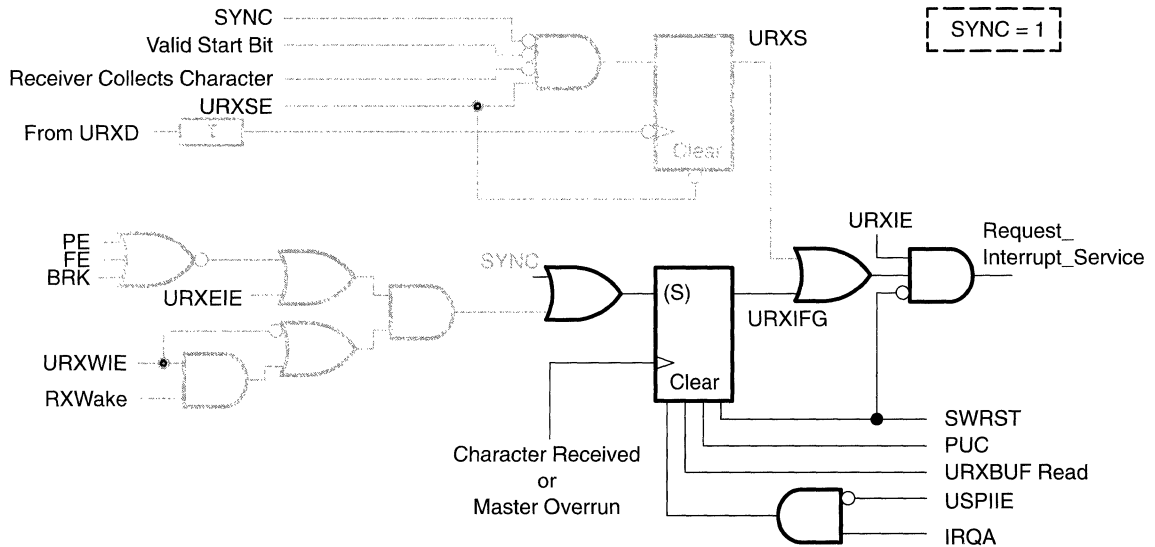 SYNC
SYNC = 1
Valid Start Bit
URXS
Receiver Collects Character
URXSE
From URXD
τ
Clear
URXIE
Request_
Interrupt_Service
PE
FE
BRK
SYNC
URXEIE
(S)
URXIFG
URXWIE
RXWake
Clear
SWRST
PUC
URXBUF Read
USPIIE
IRQA
Character Received
or
Master Overrun